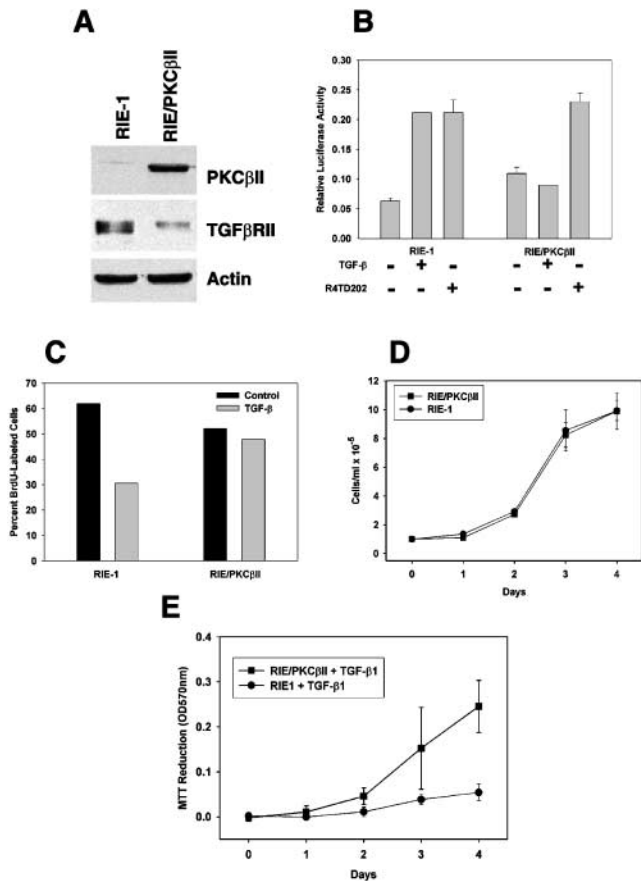 A
RIE-1
RIE/PKCβII
PKCβII
TGFβRII
Actin
B
Relative Luciferase Activity
0.30
0.25
0.20
0.15
0.10
0.05
0.00
RIE-1
RIE/PKCβII
TGF-β - + - - + -
R4TD202 - - + - - +
C
Percent BrdU-Labeled Cells
70
60
50
40
30
20
10
0
Control
TGF-β
RIE-1
RIE/PKCβII
D
Cells/ml x 10⁻⁵
12
10
8
6
4
2
0
RIE/PKCβII
RIE-1
0 1 2 3 4
Days
E
MTT Reduction (OD570nm)
0.4
0.3
0.2
0.1
0.0
RIE/PKCβII + TGF-β1
RIE1 + TGF-β1
0 1 2 3 4
Days